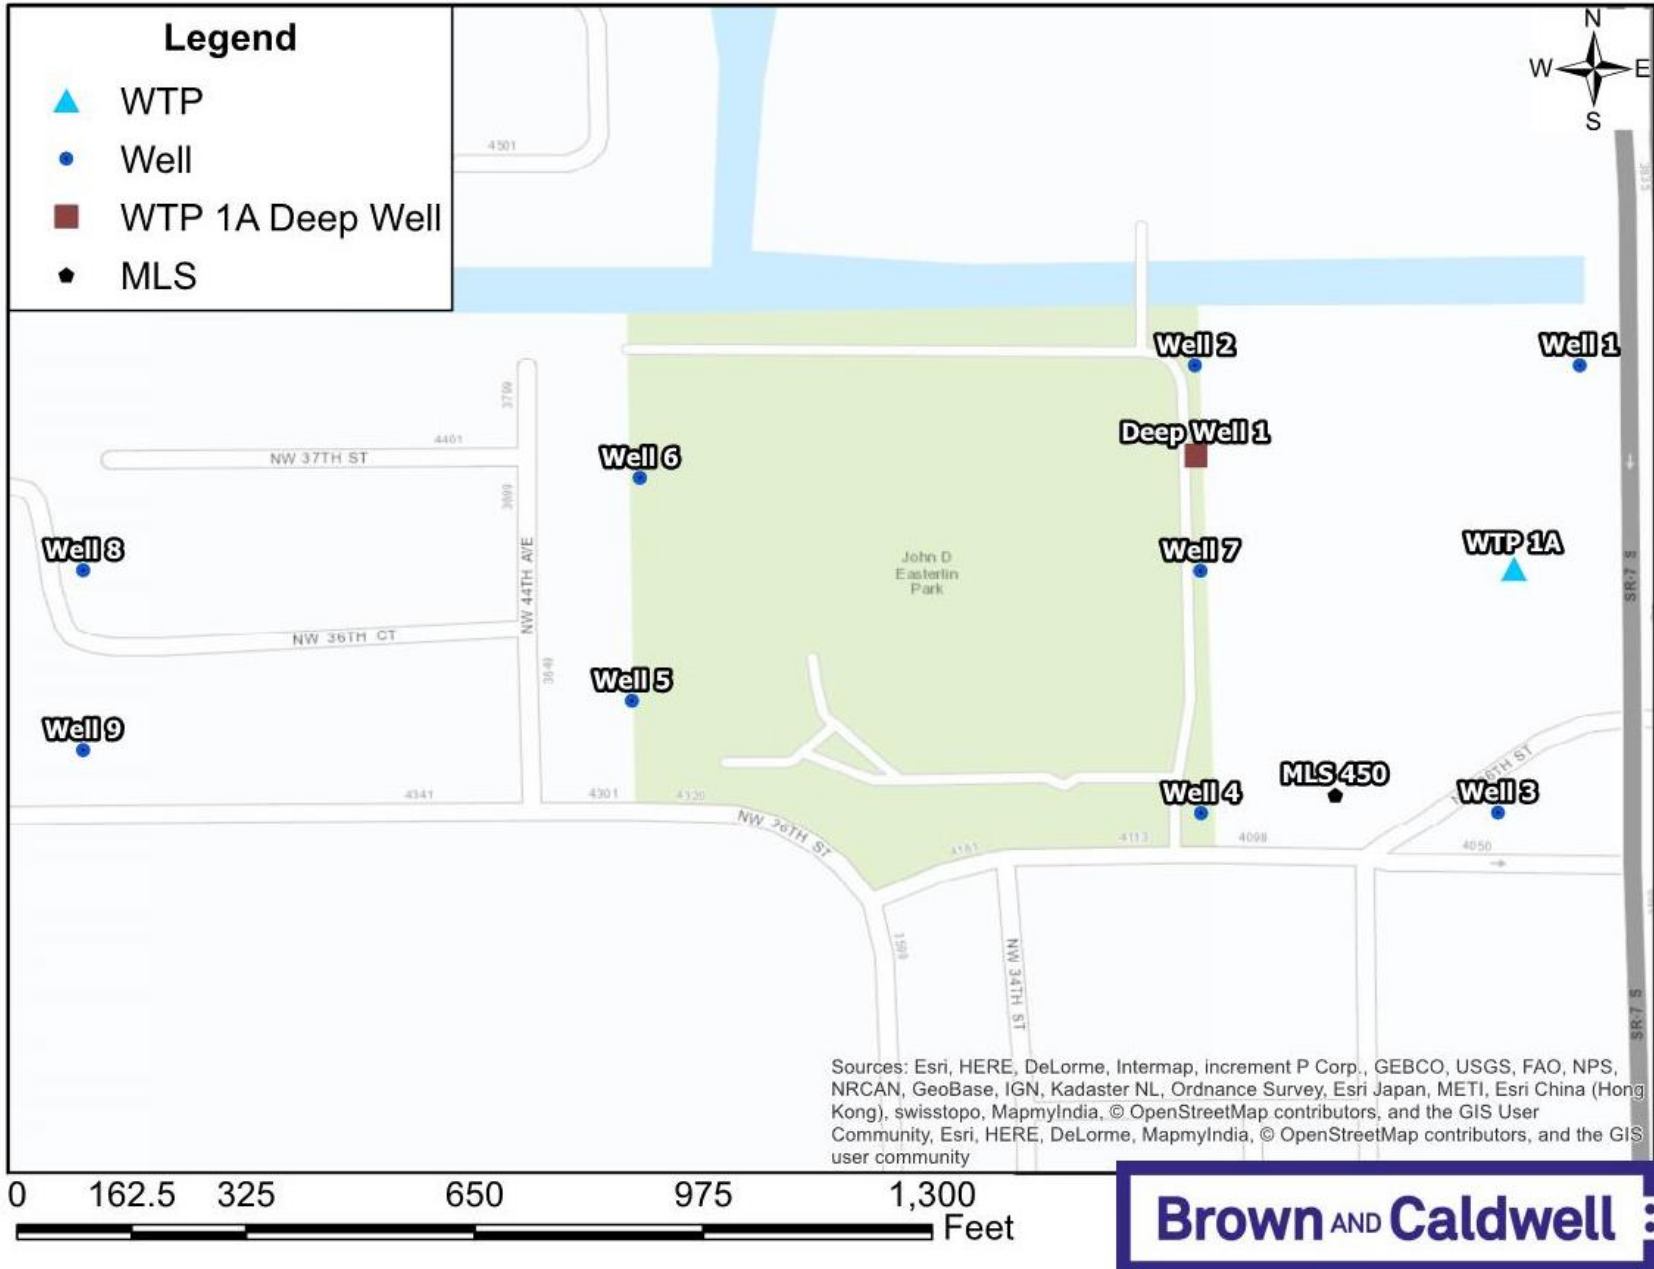 Legend
WTP
Well
WTP 1A Deep Well
MLS
N
W
E
S
4501
3835
Well 2
Well 1
Deep Well 1
3799
4401
NW 37TH ST
Well 6
3699
Well 8
NW 44TH AVE
John D
Easterlin
Park
Well 7
WTP 1A
SR-7 S
NW 36TH CT
3649
Well 5
Well 9
MLS 450
Well 4
Well 3
4341
4301
4320
NW 36TH ST
4161
4113
4098
4050
NW 34TH ST
SR-7 S
Sources: Esri, HERE, DeLorme, Intermap, increment P Corp., GEBCO, USGS, FAO, NPS,
NRCAN, GeoBase, IGN, Kadaster NL, Ordnance Survey, Esri Japan, METI, Esri China (Hong
Kong), swisstopo, MapmyIndia, © OpenStreetMap contributors, and the GIS User
Community, Esri, HERE, DeLorme, MapmyIndia, © OpenStreetMap contributors, and the GIS
user community
0 162.5 325 650 975 1,300
Feet
Brown AND Caldwell